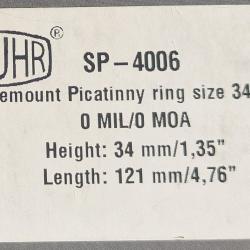 UHR®
SP-4006
emount Picatinny ring size 34
0 MIL/0 MOA
Height: 34 mm/1,35"
Length: 121 mm/4,76"